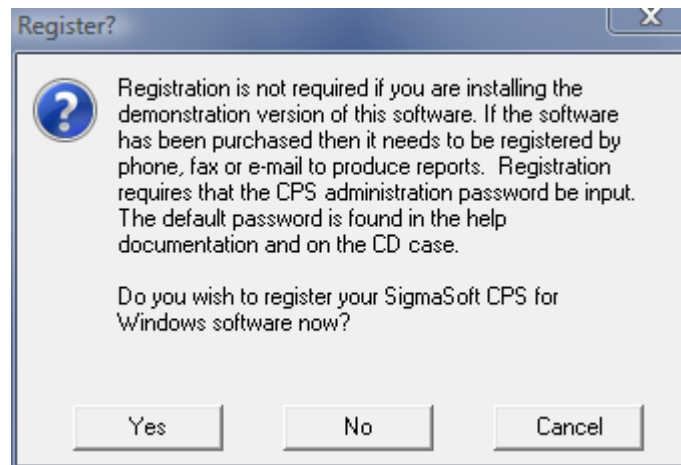 Register?
X
?
Registration is not required if you are installing the
demonstration version of this software. If the software
has been purchased then it needs to be registered by
phone, fax or e-mail to produce reports.  Registration
requires that the CPS administration password be input.
The default password is found in the help
documentation and on the CD case.
Do you wish to register your SigmaSoft CPS for
Windows software now?
Yes No Cancel